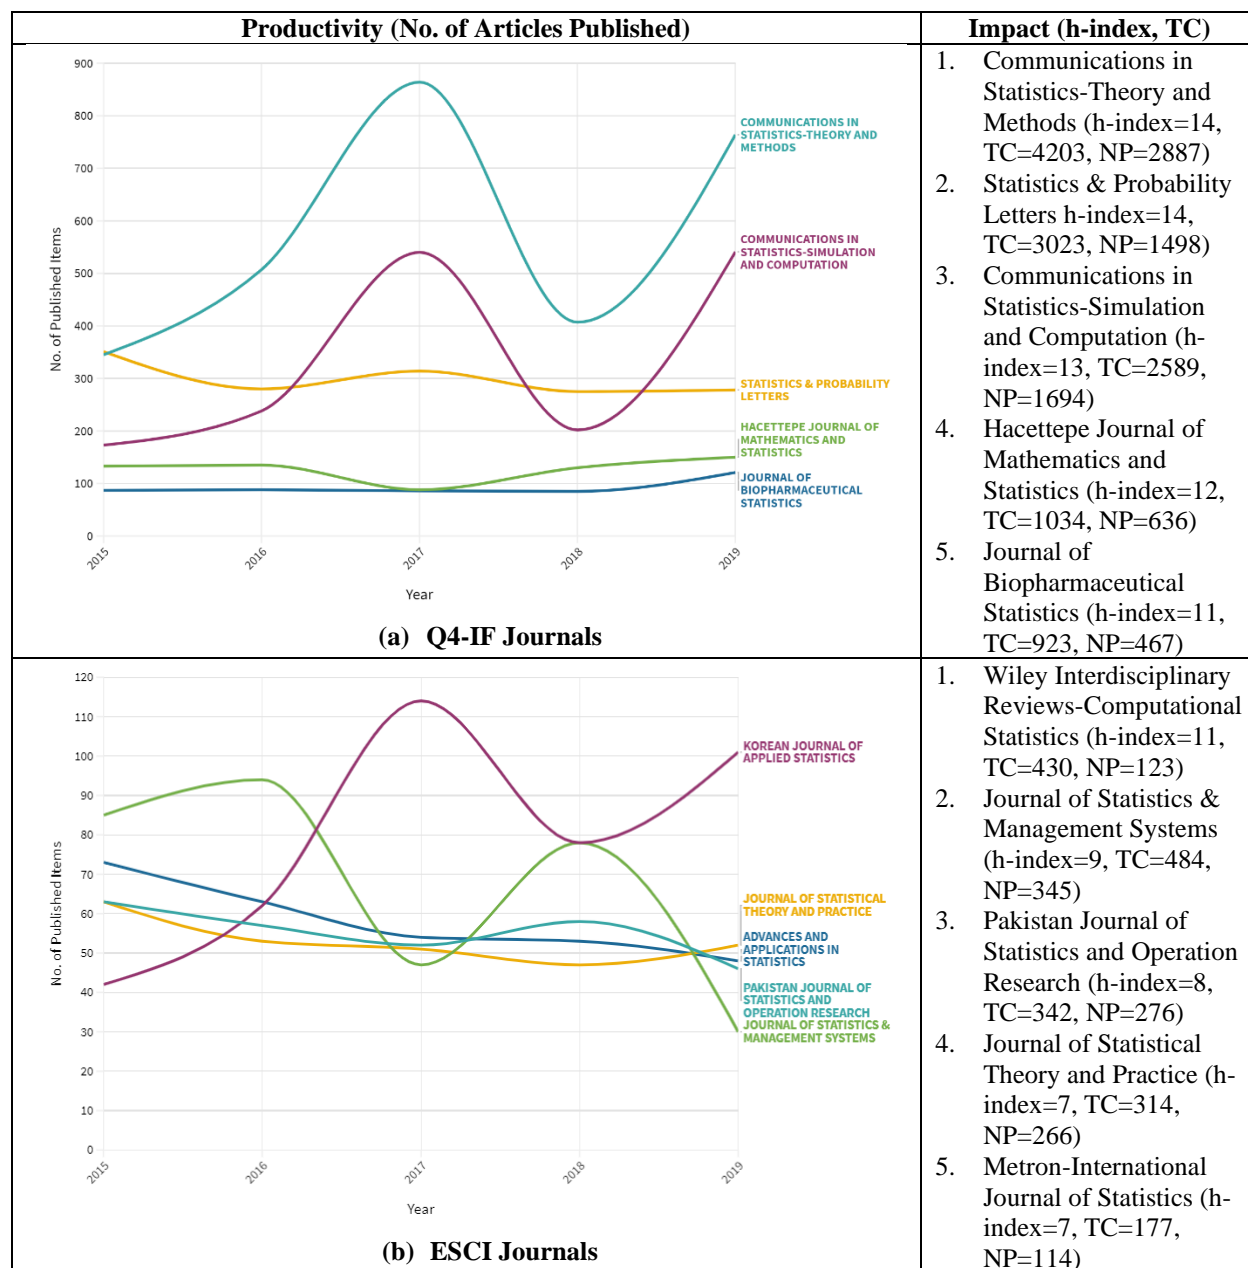 Productivity (No. of Articles Published)
Impact (h-index, TC)
900
800
700
600
500
400
300
200
100
0
No. of Published Items
2015
2016
2017
2018
2019
Year
COMMUNICATIONS IN
STATISTICS-THEORY AND
METHODS
COMMUNICATIONS IN
STATISTICS-SIMULATION
AND COMPUTATION
STATISTICS & PROBABILITY
LETTERS
HACETTEPE JOURNAL OF
MATHEMATICS AND
STATISTICS
JOURNAL OF
BIOPHARMACEUTICAL
STATISTICS
(a) Q4-IF Journals
1. Communications in
Statistics-Theory and
Methods (h-index=14,
TC=4203, NP=2887)
2. Statistics & Probability
Letters h-index=14,
TC=3023, NP=1498)
3. Communications in
Statistics-Simulation
and Computation (h-
index=13, TC=2589,
NP=1694)
4. Hacettepe Journal of
Mathematics and
Statistics (h-index=12,
TC=1034, NP=636)
5. Journal of
Biopharmaceutical
Statistics (h-index=11,
TC=923, NP=467)
120
110
100
90
80
70
60
50
40
30
20
10
0
No. of Published Items
2015
2016
2017
2018
2019
Year
KOREAN JOURNAL OF
APPLIED STATISTICS
JOURNAL OF STATISTICAL
THEORY AND PRACTICE
ADVANCES AND
APPLICATIONS IN
STATISTICS
PAKISTAN JOURNAL OF
STATISTICS AND
OPERATION RESEARCH
JOURNAL OF STATISTICS &
MANAGEMENT SYSTEMS
(b) ESCI Journals
1. Wiley Interdisciplinary
Reviews-Computational
Statistics (h-index=11,
TC=430, NP=123)
2. Journal of Statistics &
Management Systems
(h-index=9, TC=484,
NP=345)
3. Pakistan Journal of
Statistics and Operation
Research (h-index=8,
TC=342, NP=276)
4. Journal of Statistical
Theory and Practice (h-
index=7, TC=314,
NP=266)
5. Metron-International
Journal of Statistics (h-
index=7, TC=177,
NP=114)